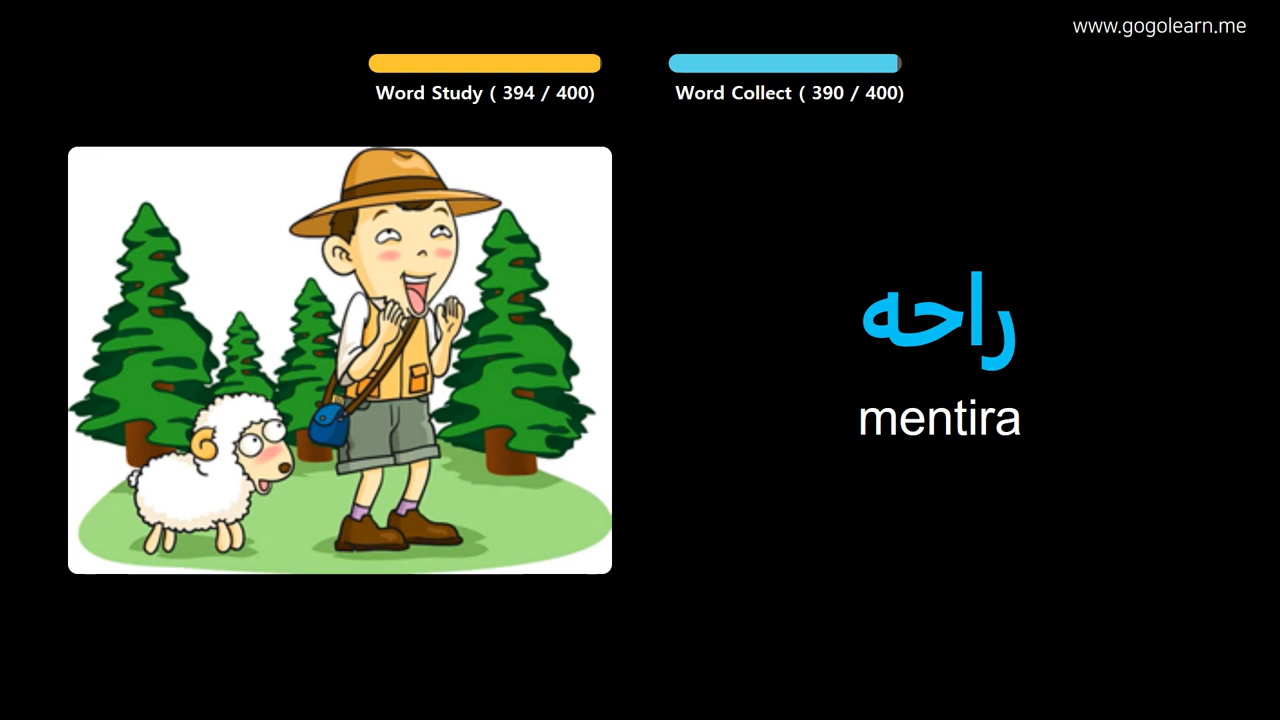 www.gogolearn.me
Word Study ( 394 / 400)
Word Collect ( 390 / 400)
راحه
mentira